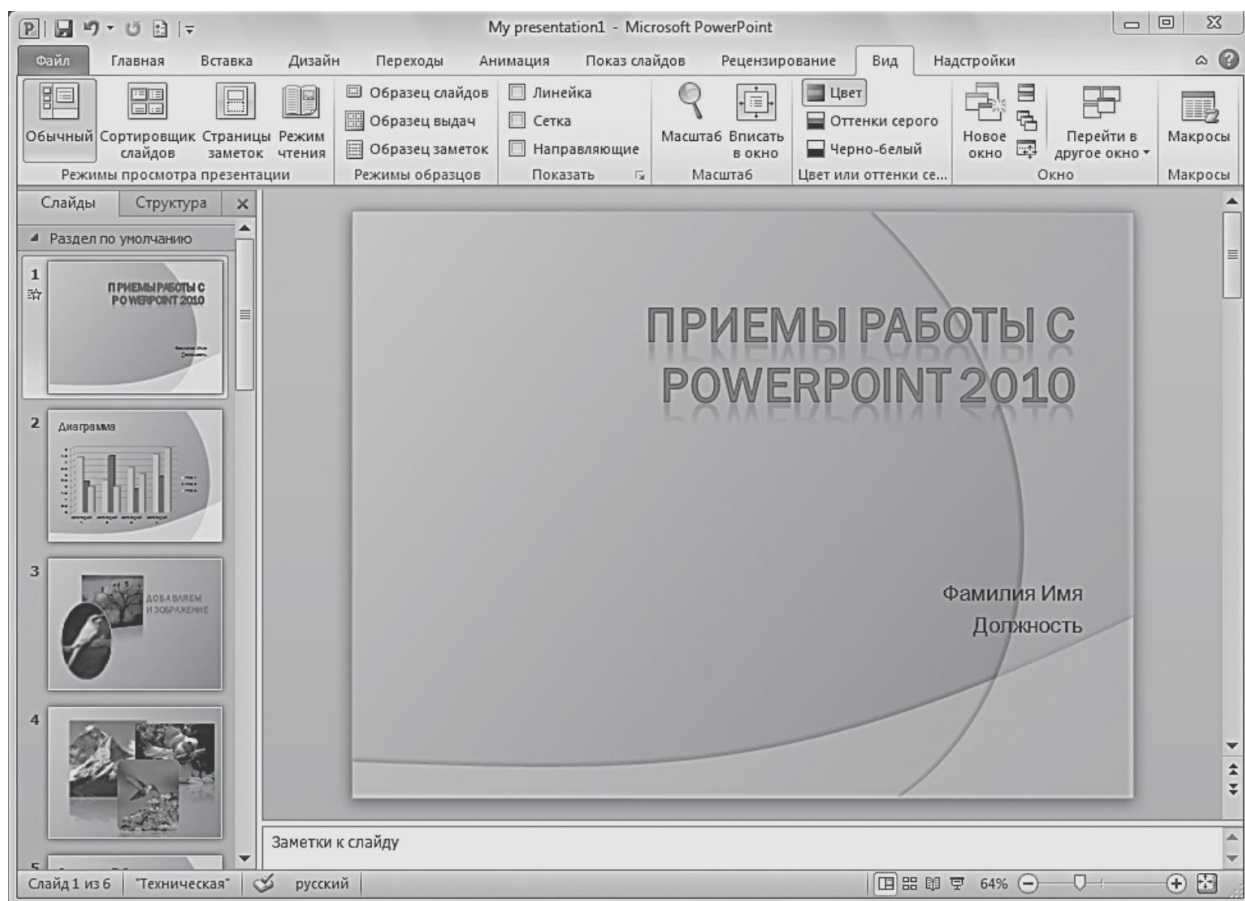 My presentation1 - Microsoft PowerPoint
Файл Главная Вставка Дизайн Переходы Анимация Показ слайдов Рецензирование Вид Надстройки
Обычный Сортировщик слайдов Страницы заметок Режим чтения
Режимы просмотра презентации
Образец слайдов
Образец выдач
Образец заметок
Режимы образцов
Линейка
Сетка
Направляющие
Показать
Масштаб Вписать в окно
Масштаб
Цвет
Оттенки серого
Черно-белый
Цвет или оттенки се...
Новое окно
Перейти в другое окно
Окно
Макросы
Макросы
Слайды Структура
Раздел по умолчанию
1
ПРИЕМЫ РАБОТЫ С
POWERPOINT 2010
Фамилия Имя
Должность
2
Диаграмма
3
ДОБАВЛЯЕМ
ИЗОБРАЖЕНИЕ
4
5
ПРИЕМЫ РАБОТЫ С
POWERPOINT 2010
Фамилия Имя
Должность
Заметки к слайду
Слайд 1 из 6 "Техническая" русский 64%